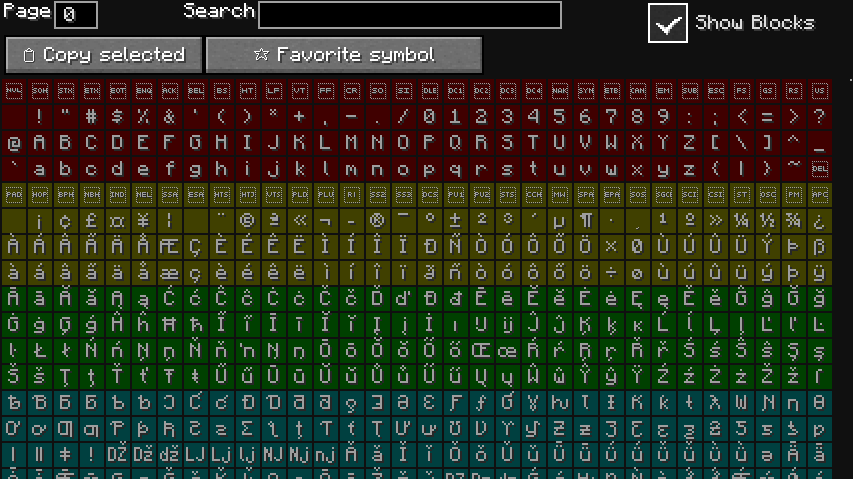 Page 0 Search Show Blocks
Copy selected ☆ Favorite symbol
NUL SOH STX ETX EOT ENQ ACK BEL BS HT LF VT FF CR SO SI DLE DC1 DC2 DC3 DC4 NAK SYN ETB CAN EM SUB ESC FS GS RS US
! " # $ % & ' ( ) * + , - . / 0 1 2 3 4 5 6 7 8 9 : ; < = > ?
@ A B C D E F G H I J K L M N O P Q R S T U V W X Y Z [ \ ] ^ _
` a b c d e f g h i j k l m n o p q r s t u v w x y z { | } ~ DEL
PAD HOP BPH NBH IND NEL SSA ESA HTS HTJ VTS PLD PLU RI SS2 SS3 DCS PU1 PU2 STS CCH MW SPA EPA SOS SGCI SCI CSI ST OSC PM APC
¡ ¢ £ ¤ ¥ ¦ ¨ © ª « ¬ - ® ¯ ° ± ² ³ ´ µ ¶ · ¸ ¹ º » ¼ ½ ¾ ¿
À Á Â Ã Ä Å Æ Ç È É Ê Ë Ì Í Î Ï Ð Ñ Ò Ó Ô Õ Ö × Ø Ù Ú Û Ü Ý Þ ß
à á â ã ä å æ ç è é ê ë ì í î ï ð ñ ò ó ô õ ö ÷ ø ù ú û ü ý þ ÿ
Ā ā Ă ă Ą ą Ć ć Ĉ ĉ Ċ ċ Č č Ď ď Đ đ Ē ē Ĕ ĕ Ė ė Ę ę Ě ě Ĝ ĝ Ğ ğ
Ġ ġ Ģ ģ Ĥ ĥ Ħ ħ Ĩ ĩ Ī ī Ĭ ĭ Į į İ ı Ĳ ĳ Ĵ ĵ Ķ ķ ĸ Ĺ ĺ Ļ ļ Ľ ľ Ŀ
ŀ Ł ł Ń ń Ņ ņ Ň ň ŉ Ŋ ŋ Ō ō Ŏ ŏ Ő ő Œ œ Ŕ ŕ Ŗ ŗ Ř ř Ś ś Ŝ ŝ Ş ş
Š š Ţ ţ Ť ť Ŧ ŧ Ũ ũ Ū ū Ŭ ŭ Ů ů Ű ű Ų ų Ŵ ŵ Ŷ ŷ Ÿ Ź ź Ż ż Ž ž ſ
ƀ Ɓ Ƃ ƃ Ƅ ƅ Ɔ Ƈ ƈ Ɖ Ɗ Ƌ ƌ ƍ Ǝ Ə Ɛ Ƒ ƒ Ɠ Ɣ ƕ Ɩ Ɨ Ƙ ƙ ƚ ƛ Ɯ Ɲ ƞ Ɵ
Ơ ơ Ƣ ƣ Ƥ ƥ Ʀ Ƨ ƨ Ʃ ƪ ƫ Ƭ ƭ Ʈ Ư ư Ʊ Ʋ Ƴ ƴ Ƶ ƶ Ʒ Ƹ ƹ ƺ ƻ Ƽ ƽ ƾ ƿ
ǀ ǁ ǂ ǃ Ǆ ǅ ǆ Ǉ ǈ ǉ Ǌ ǋ ǌ Ǎ ǎ Ǐ ǐ Ǒ ǒ Ǔ ǔ Ǖ ǖ Ǘ ǘ Ǚ ǚ Ǜ ǜ ǝ Ǟ ǟ